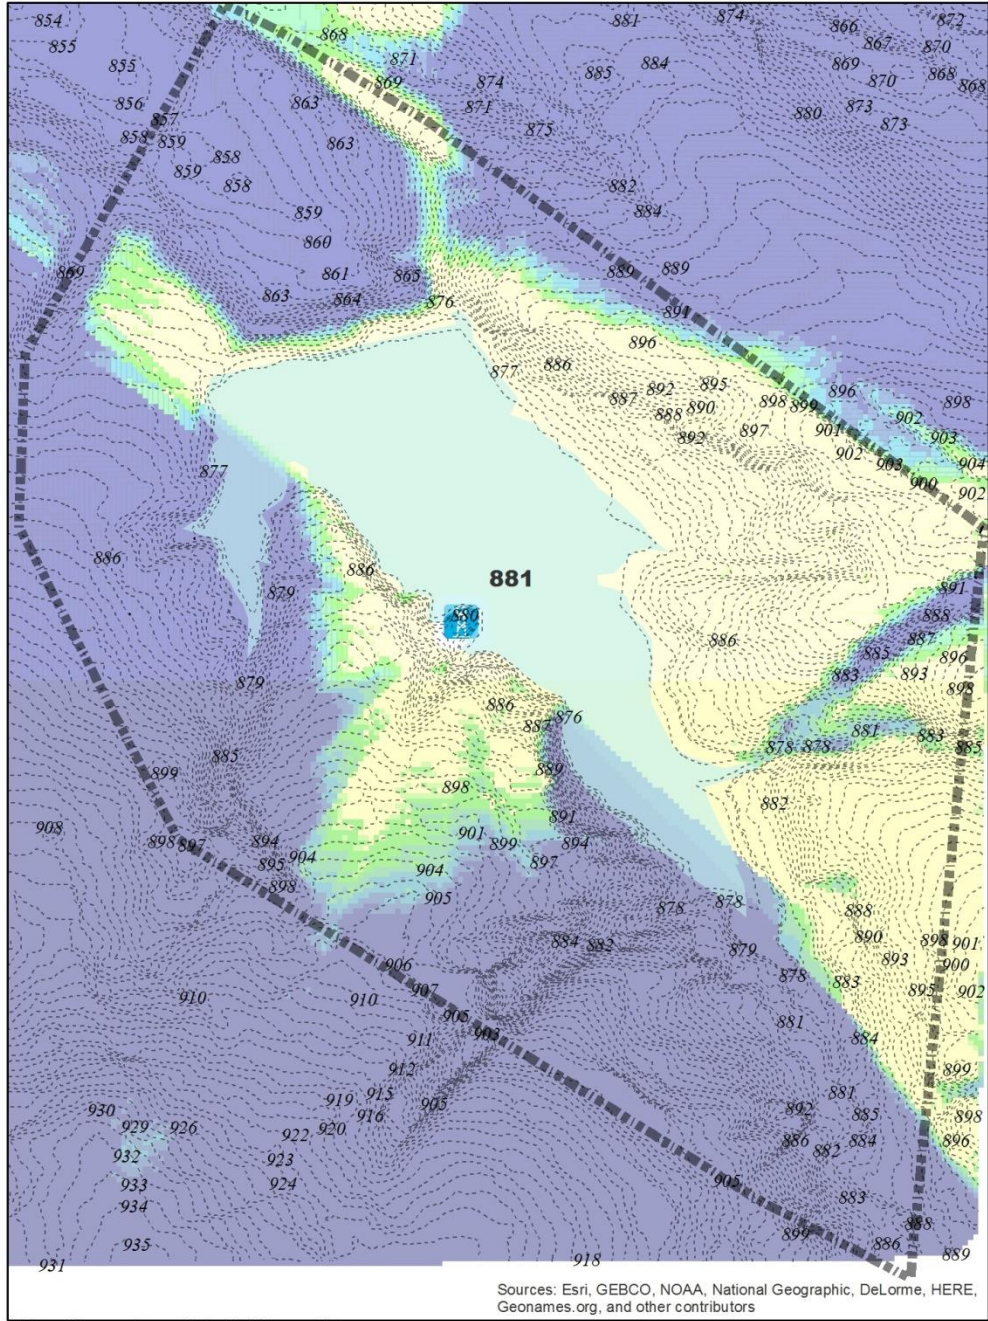 854 881 874 866 872
855 868 867 870
855 871 884 869 868
869 874 885 870 868
856 863 871 880 873
857 875 873
858 859 863
859 858
858 882
859 884
860
869 861 865 889 889
863 864 876 891
896
877 886 892 895 896
887 890 898 899 898
888 902
892 897 901 903
902 903 904
877 900 902
886 886 881
879 891
880 888
886 885 887
883 893 896
879 898
886
887 876 881 883
885 878 878 885
899 889
898 882
891
908 901
898 897 894 899 894
904 897
895 904
898 905
878 878 888
884 882 890 898 901
879 893 900
906 878 883
907 895 902
910 910
905 881
911 903 884
912 899
919 915 905 881
930 916 892 885 898
929 926 922 920
886 884 896
932 923 882
933 924 905 883
934
888
935 899 886 889
931 918
881
Sources: Esri, GEBCO, NOAA, National Geographic, DeLorme, HERE,
Geonames.org, and other contributors